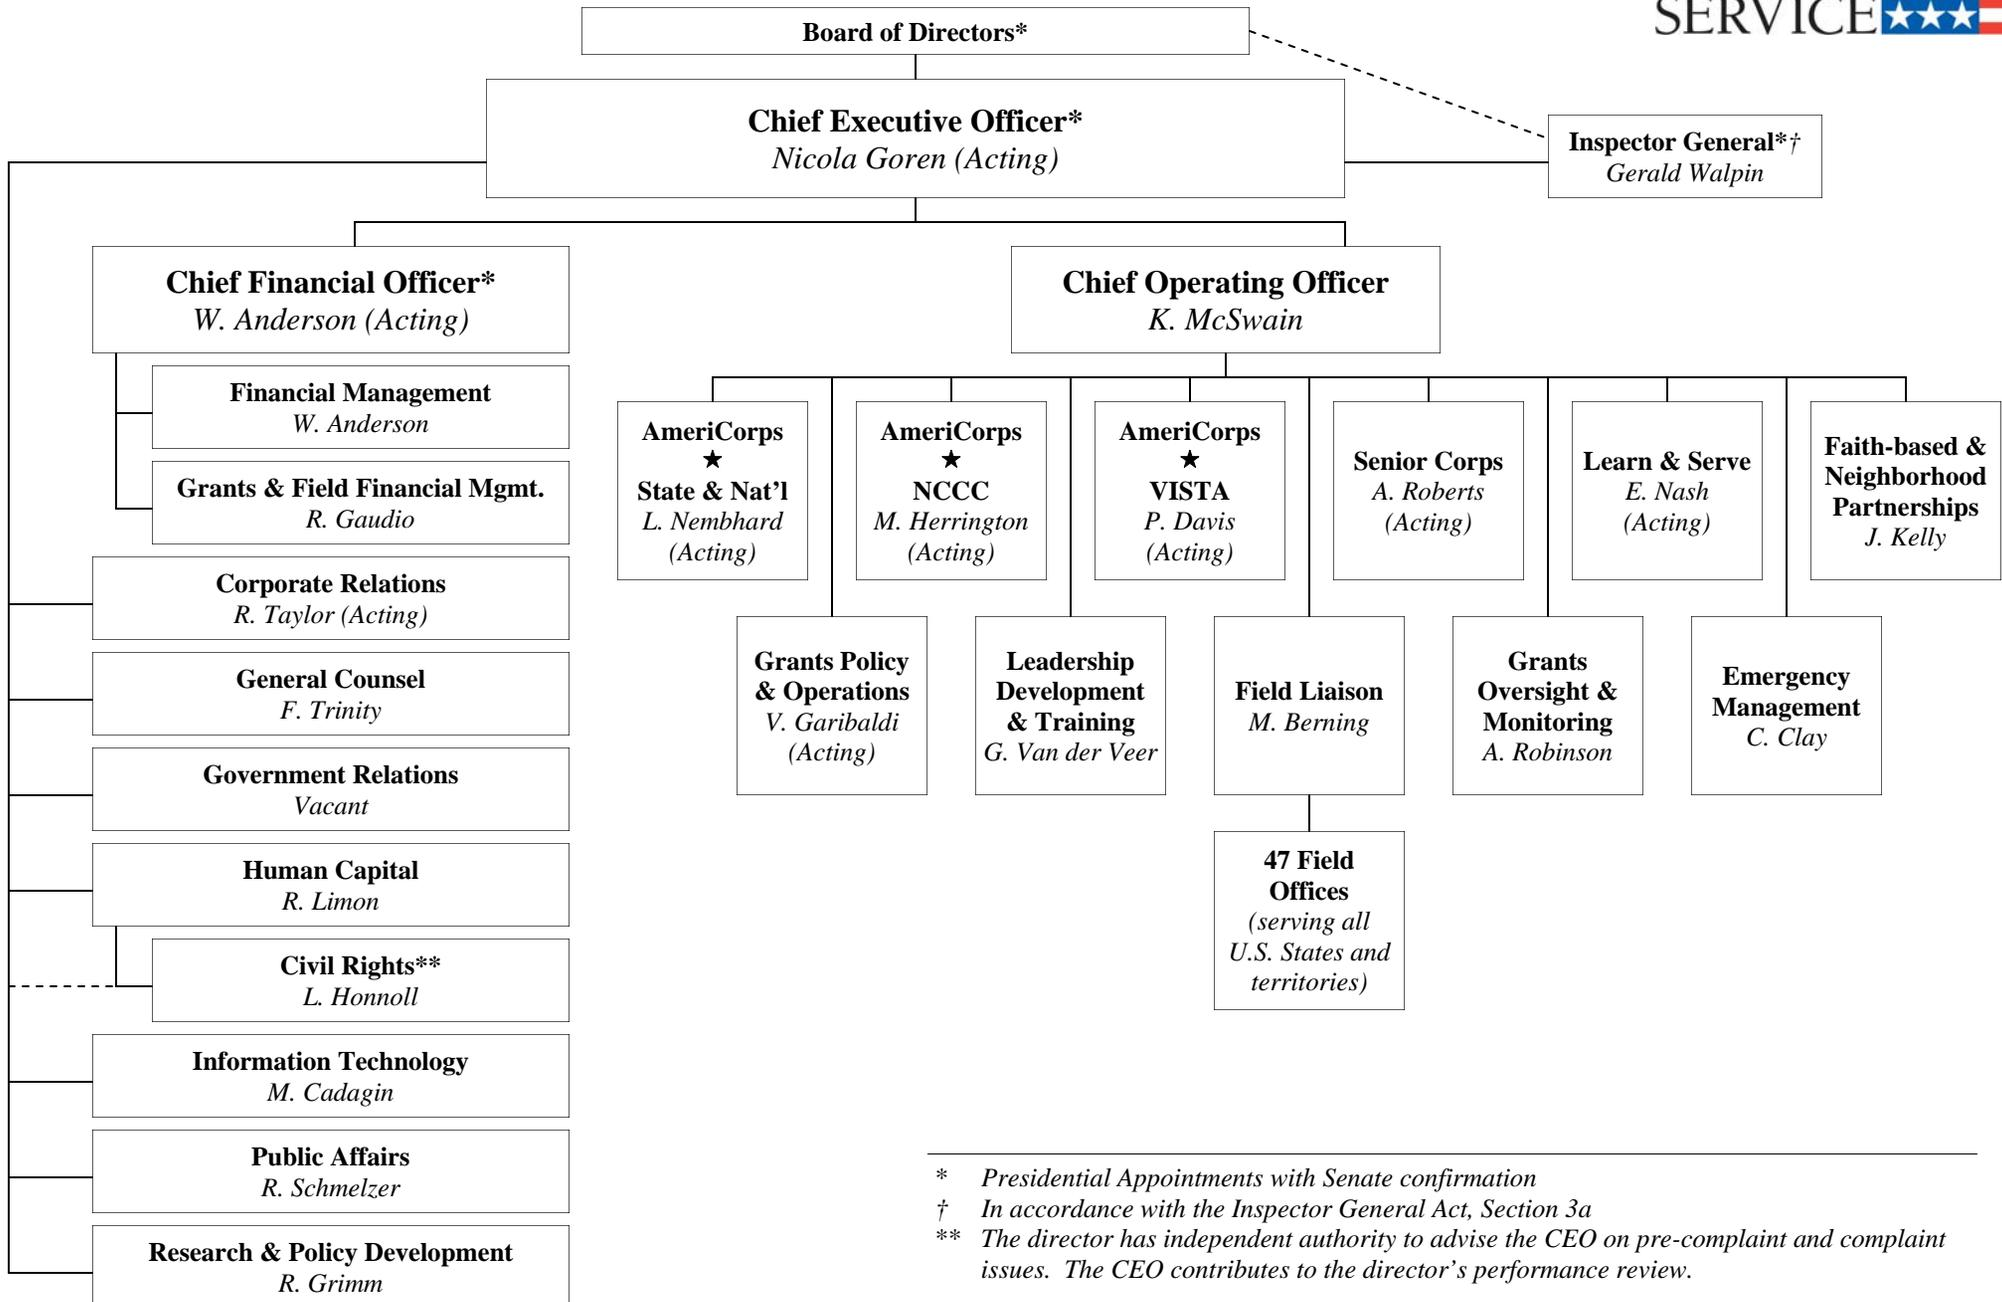 SERVICE
Board of Directors*
Chief Executive Officer*
Nicola Goren (Acting)
Inspector General*†
Gerald Walpin
Chief Financial Officer*
W. Anderson (Acting)
Financial Management
W. Anderson
Grants & Field Financial Mgmt.
R. Gaudio
Corporate Relations
R. Taylor (Acting)
General Counsel
F. Trinity
Government Relations
Vacant
Human Capital
R. Limon
Civil Rights**
L. Honnoll
Information Technology
M. Cadagin
Public Affairs
R. Schmelzer
Research & Policy Development
R. Grimm
Chief Operating Officer
K. McSwain
AmeriCorps
★
State & Nat’l
L. Nembhard
(Acting)
AmeriCorps
★
NCCC
M. Herrington
(Acting)
AmeriCorps
★
VISTA
P. Davis
(Acting)
Senior Corps
A. Roberts
(Acting)
Learn & Serve
E. Nash
(Acting)
Faith-based &
Neighborhood
Partnerships
J. Kelly
Grants Policy
& Operations
V. Garibaldi
(Acting)
Leadership
Development
& Training
G. Van der Veer
Field Liaison
M. Berning
Grants
Oversight &
Monitoring
A. Robinson
Emergency
Management
C. Clay
47 Field
Offices
(serving all
U.S. States and
territories)
* Presidential Appointments with Senate confirmation
† In accordance with the Inspector General Act, Section 3a
** The director has independent authority to advise the CEO on pre-complaint and complaint
issues. The CEO contributes to the director’s performance review.